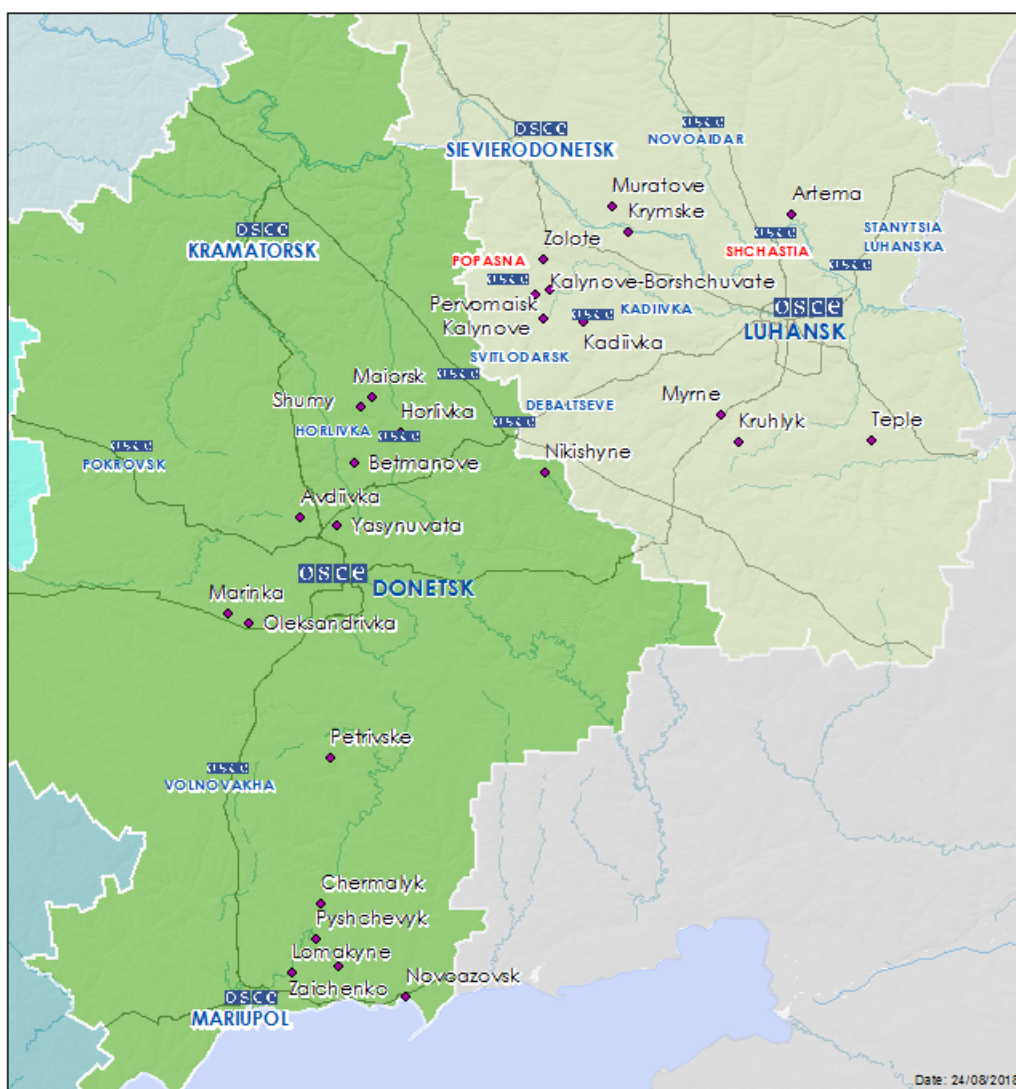 osce
SIEVIERODONETSK
osce
NOVOAIDAR
Muratove
Artema
Krymske
osce
KRAMATORSK
osce
SHCHASTIA
STANYTSIA
LUHANSKA
osce
Zolote
POPASNA
osce
Kalynove-Borshchuvate
Pervomaisk
osce
KADIIVKA
osce
LUHANSK
Kalynove
Kadiivka
SVITLODARSK
osce
Maiorsk
Shumy
Horlivka
DEBALTSEVE
osce
Myrne
Kruhlyk
Teple
HORLIVKA
osce
osce
POKROVSK
Betmanove
Nikishyne
Avdiivka
Yasynuvata
osce
DONETSK
Marinka
Oleksandrivka
Petrivske
osce
VOLNOVAKHA
Chermalyk
Pyshchevyk
Lomakyne
Zaichenko
Novoazovsk
osce
MARIUPOL
Date: 24/08/2018